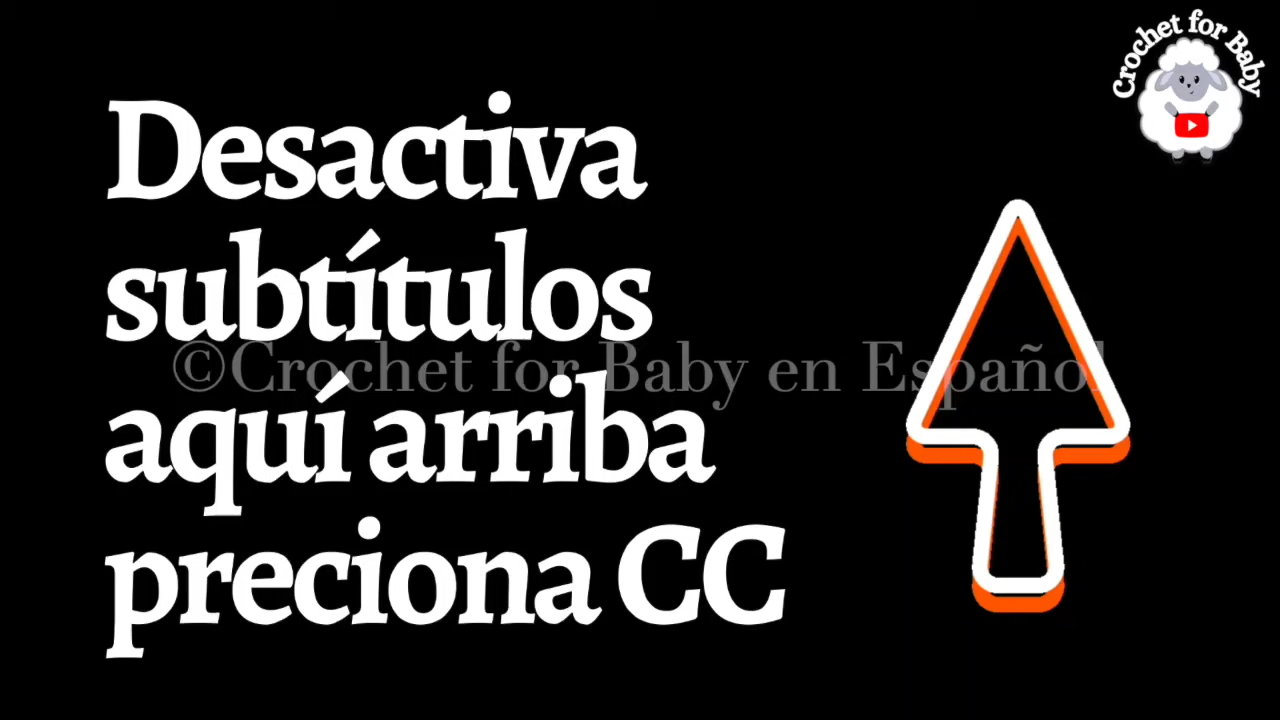 Crochet for Baby
Desactiva
subtítulos
©Crochet for Baby en Español
aquí arriba
preciona CC